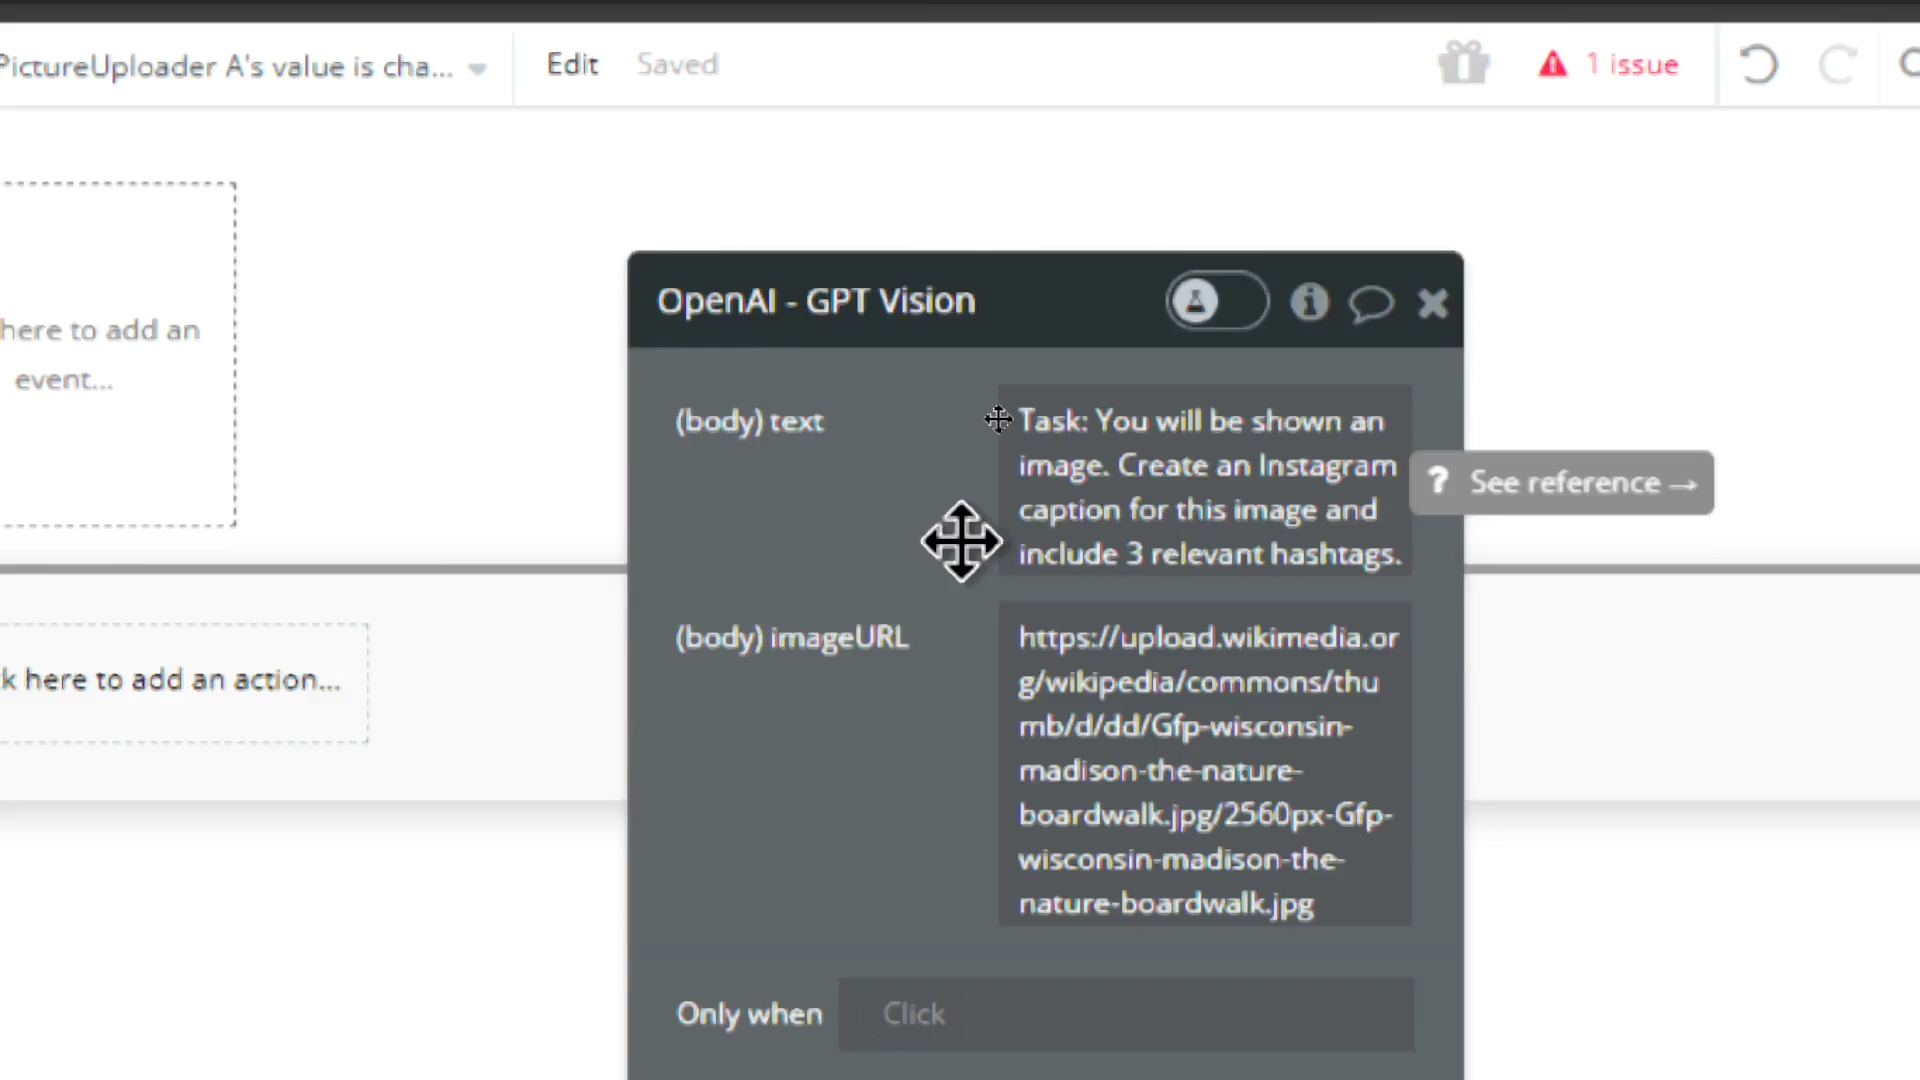 PictureUploader A's value is cha...
Edit
Saved
1 issue
here to add an
event...
OpenAI - GPT Vision
(body) text
Task: You will be shown an
image. Create an Instagram
caption for this image and
include 3 relevant hashtags.
? See reference →
(body) imageURL
https://upload.wikimedia.or
g/wikipedia/commons/thu
mb/d/dd/Gfp-wisconsin-
madison-the-nature-
boardwalk.jpg/2560px-Gfp-
wisconsin-madison-the-
nature-boardwalk.jpg
k here to add an action...
Only when
Click